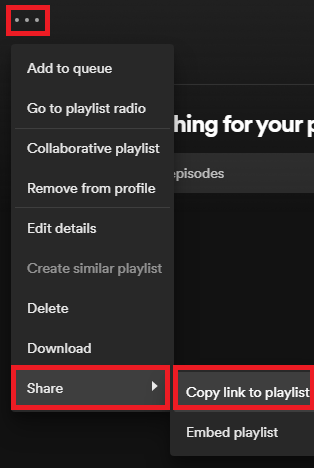 Add to queue
Go to playlist radio
Collaborative playlist
Remove from profile
Edit details
Create similar playlist
Delete
Download
Share
Copy link to playlist
Embed playlist
hing for your p
episodes